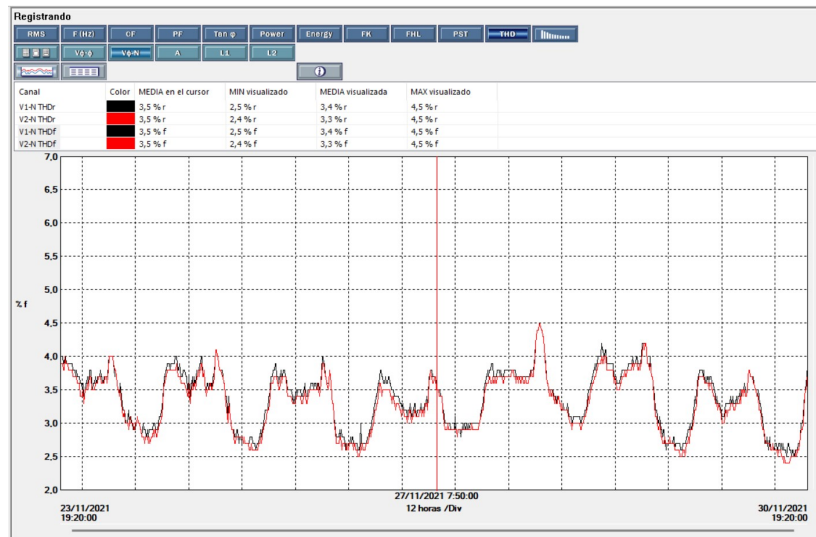 Registrando
RMS F (Hz) CF PF Tan φ Power Energy FK FHL PST THD
Vφ-φ Vφ-N A L1 L2
Canal Color MEDIA en el cursor MIN visualizado MEDIA visualizada MAX visualizado
V1-N THDr 3,5 % r 2,5 % r 3,4 % r 4,5 % r
V2-N THDr 3,5 % r 2,4 % r 3,3 % r 4,5 % r
V1-N THDf 3,5 % f 2,5 % f 3,4 % f 4,5 % f
V2-N THDf 3,5 % f 2,4 % f 3,3 % f 4,5 % f
7,0
6,5
6,0
5,5
5,0
% f
4,5
4,0
3,5
3,0
2,5
2,0
27/11/2021 7:50:00
23/11/2021 12 horas /Div 30/11/2021
19:20:00 19:20:00